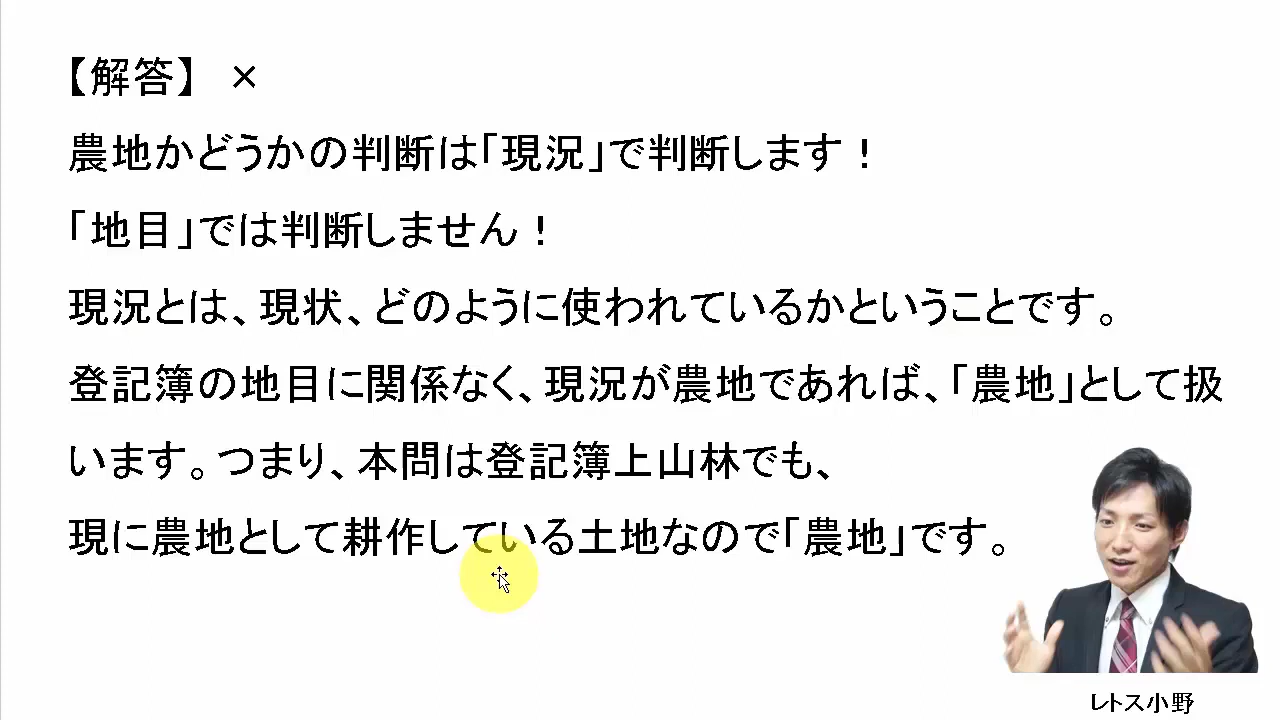 【解答】 ×
農地かどうかの判断は「現況」で判断します！
「地目」では判断しません！
現況とは、現状、どのように使われているかということです。
登記簿の地目に関係なく、現況が農地であれば、「農地」として扱
います。つまり、本問は登記簿上山林でも、
現に農地として耕作している土地なので「農地」です。
レトス小野